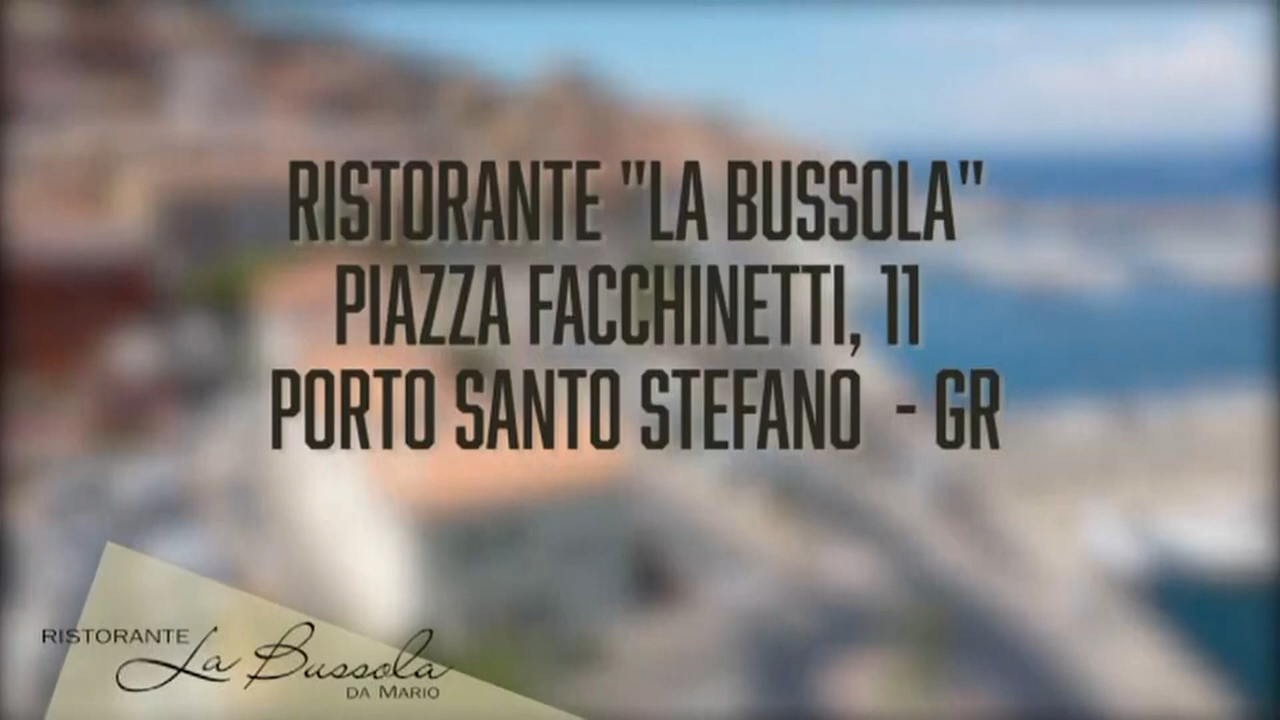 RISTORANTE "LA BUSSOLA"
PIAZZA FACCHINETTI, 11
PORTO SANTO STEFANO - GR
RISTORANTE
La Bussola
DA MARIO